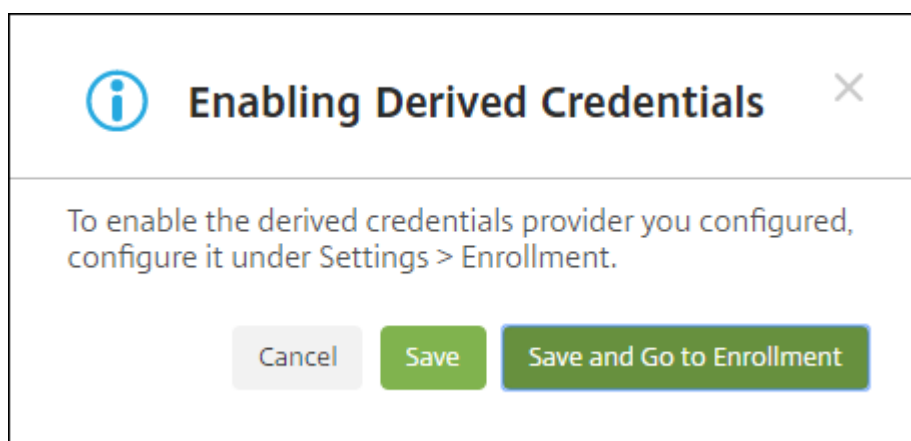 Enabling Derived Credentials
To enable the derived credentials provider you configured,
configure it under Settings > Enrollment.
Cancel
Save
Save and Go to Enrollment